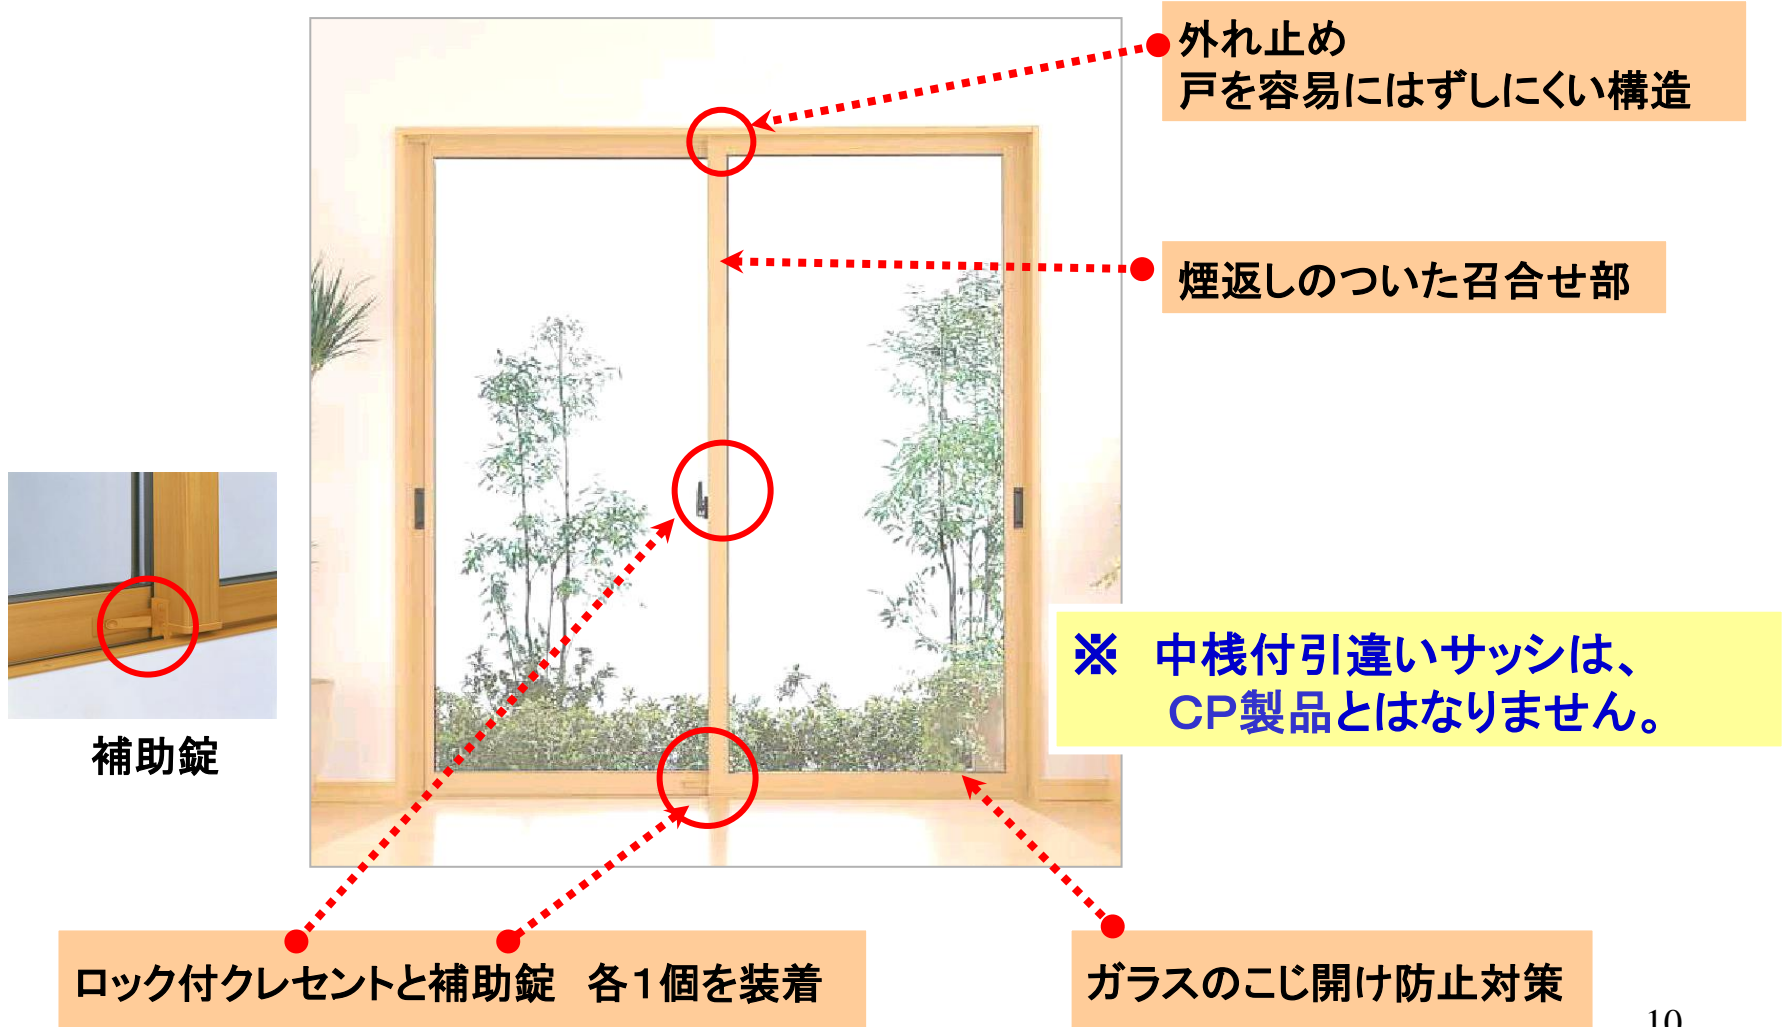 外れ止め
戸を容易にはずしにくい構造
煙返しのついた召合せ部
※　中桟付引違いサッシは、
CP製品とはなりません。
補助錠
ロック付クレセントと補助錠　各1個を装着
ガラスのこじ開け防止対策
10